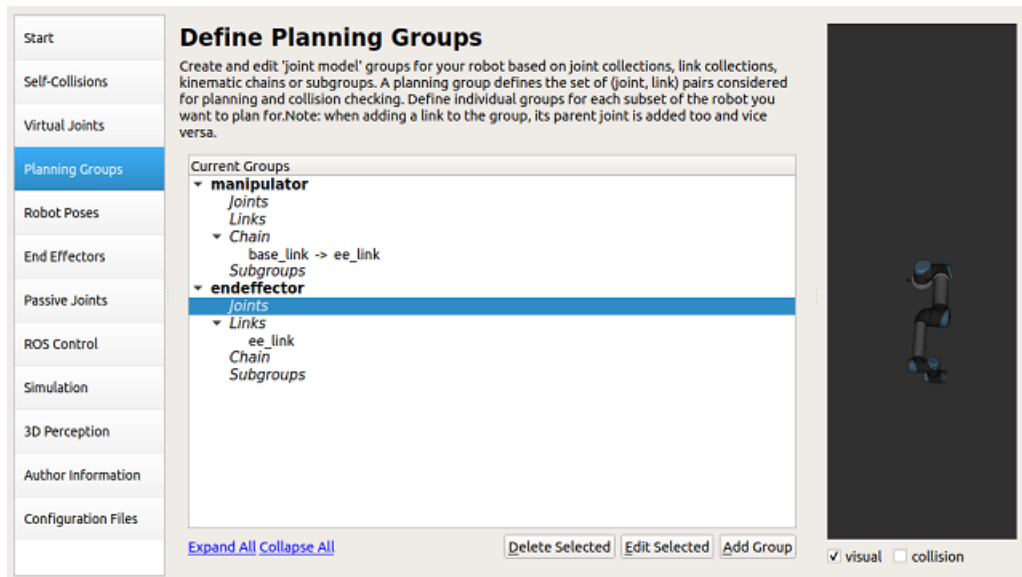 Start
Self-Collisions
Virtual Joints
Planning Groups
Robot Poses
End Effectors
Passive Joints
ROS Control
Simulation
3D Perception
Author Information
Configuration Files
Define Planning Groups
Create and edit 'joint model' groups for your robot based on joint collections, link collections,
kinematic chains or subgroups. A planning group defines the set of (joint, link) pairs considered
for planning and collision checking. Define individual groups for each subset of the robot you
want to plan for.Note: when adding a link to the group, its parent joint is added too and vice
versa.
Current Groups
manipulator
Joints
Links
Chain
base_link -> ee_link
Subgroups
endeffector
Joints
Links
ee_link
Chain
Subgroups
Expand All Collapse All
Delete Selected
Edit Selected
Add Group
visual
collision